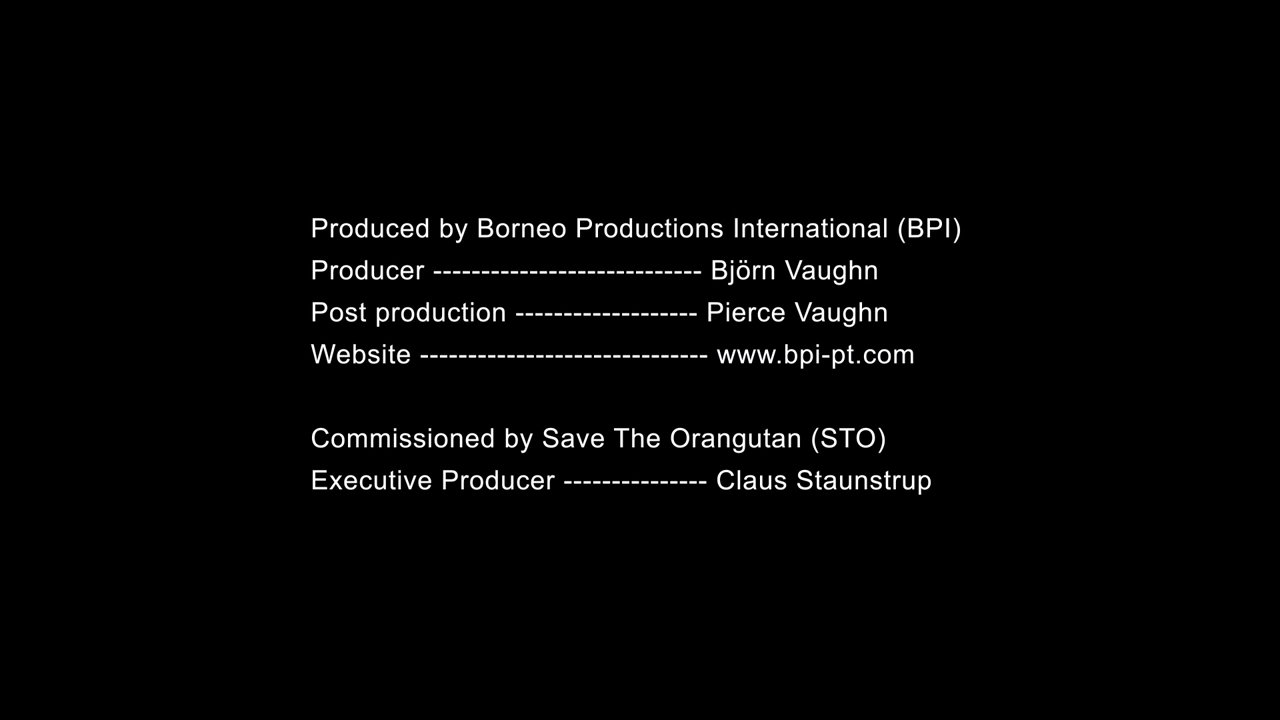 Produced by Borneo Productions International (BPI)
Producer ---------------------------- Björn Vaughn
Post production ------------------- Pierce Vaughn
Website ------------------------------ www.bpi-pt.com
Commissioned by Save The Orangutan (STO)
Executive Producer --------------- Claus Staunstrup